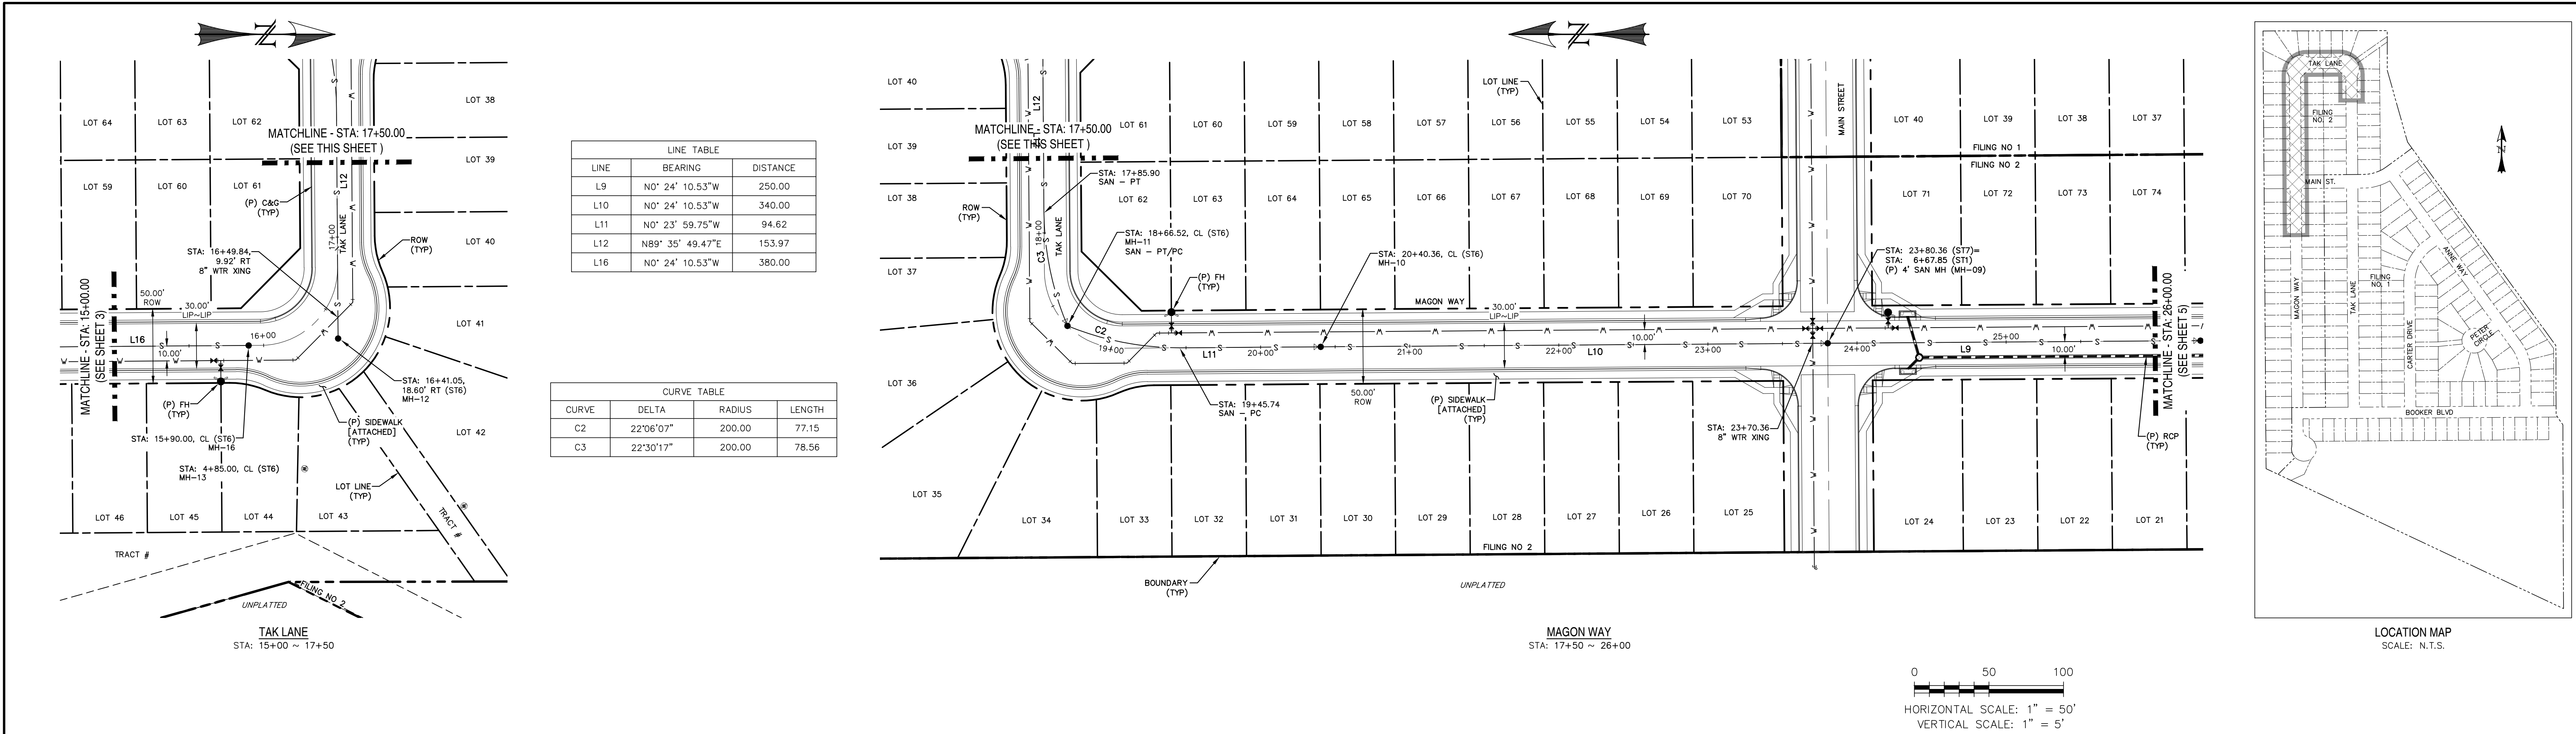 Z
LOT 64
LOT 63
LOT 62
LOT 38
MATCHLINE - STA: 17+50.00
(SEE THIS SHEET )
LOT 39
LOT 59
LOT 60
LOT 61
L12
(P) C&G
(TYP)
17+00
TAK LANE
ROW
(TYP)
LOT 40
STA: 16+49.84,
9.92' RT
8" WTR XING
MATCHLINE - STA: 15+00.00
(SEE SHEET 3)
50.00'
ROW
30.00'
LIP~LIP
L16
10.00'
16+00
LOT 41
STA: 16+41.05,
18.60' RT (ST6)
MH-12
(P) FH
(TYP)
(P) SIDEWALK
[ATTACHED]
(TYP)
LOT 42
STA: 15+90.00, CL (ST6)
MH-16
STA: 4+85.00, CL (ST6)
MH-13
LOT LINE
(TYP)
LOT 46
LOT 45
LOT 44
LOT 43
TRACT #
TRACT #
FILING NO 2
UNPLATTED
TAK LANE
STA: 15+00 ~ 17+50
LINE TABLE
LINE BEARING DISTANCE
L9 N0° 24' 10.53"W 250.00
L10 N0° 24' 10.53"W 340.00
L11 N0° 23' 59.75"W 94.62
L12 N89° 35' 49.47"E 153.97
L16 N0° 24' 10.53"W 380.00
CURVE TABLE
CURVE DELTA RADIUS LENGTH
C2 22°06'07" 200.00 77.15
C3 22°30'17" 200.00 78.56
Z
LOT 40
L12
LOT 61
LOT 60
LOT 59
LOT 58
LOT 57
LOT LINE
(TYP)
LOT 56
LOT 55
LOT 54
LOT 53
MAIN STREET
LOT 40
LOT 39
LOT 38
LOT 37
MATCHLINE - STA: 17+50.00
(SEE THIS SHEET )
LOT 39
FILING NO 1
FILING NO 2
STA: 17+85.90
SAN - PT
LOT 38
LOT 62
LOT 63
LOT 64
LOT 65
LOT 66
LOT 67
LOT 68
LOT 69
LOT 70
LOT 71
LOT 72
LOT 73
LOT 74
ROW
(TYP)
18+00
TAK LANE
C3
STA: 18+66.52, CL (ST6)
MH-11
SAN - PT/PC
STA: 20+40.36, CL (ST6)
MH-10
STA: 23+80.36 (ST7)=
STA: 6+67.85 (ST1)
(P) 4' SAN MH (MH-09)
LOT 37
(P) FH
(TYP)
MAGON WAY
30.00'
LIP~LIP
C2
19+00
L11
20+00
21+00
22+00
L10
10.00'
23+00
24+00
L9
25+00
10.00'
MATCHLINE - STA: 26+00.00
(SEE SHEET 5)
LOT 36
STA: 19+45.74
SAN - PC
50.00'
ROW
(P) SIDEWALK
[ATTACHED]
(TYP)
STA: 23+70.36
8" WTR XING
(P) RCP
(TYP)
LOT 35
LOT 34
LOT 33
LOT 32
LOT 31
LOT 30
LOT 29
LOT 28
LOT 27
LOT 26
LOT 25
LOT 24
LOT 23
LOT 22
LOT 21
FILING NO 2
BOUNDARY
(TYP)
UNPLATTED
MAGON WAY
STA: 17+50 ~ 26+00
TAK LANE
FILING
NO. 2
Z
MAIN ST.
MAGON WAY
TAK LANE
FILING
NO. 1
ANNE WAY
CARTER DRIVE
PETER
CIRCLE
BOOKER BLVD
LOCATION MAP
SCALE: N.T.S.
0 50 100
HORIZONTAL SCALE: 1" = 50'
VERTICAL SCALE: 1" = 5'